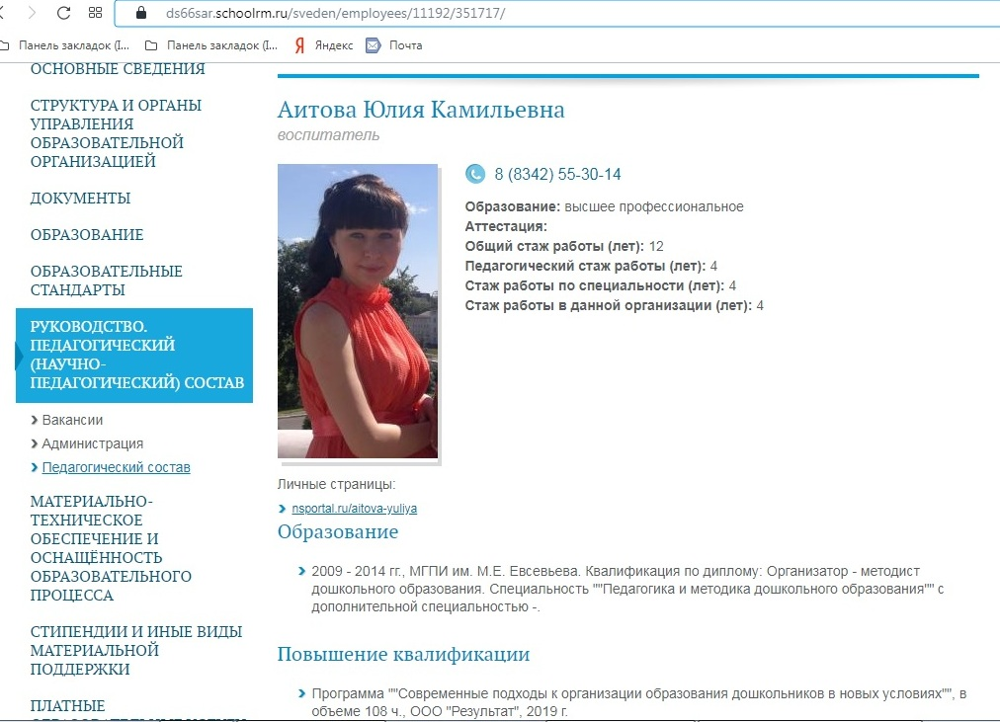 ds66sar.schoolrm.ru/sveden/employees/11192/351717/
Панель закладок (I...
Панель закладок (I...
Я Яндекс
Почта
ОСНОВНЫЕ СВЕДЕНИЯ
СТРУКТУРА И ОРГАНЫ
УПРАВЛЕНИЯ
ОБРАЗОВАТЕЛЬНОЙ
ОРГАНИЗАЦИЕЙ
ДОКУМЕНТЫ
ОБРАЗОВАНИЕ
ОБРАЗОВАТЕЛЬНЫЕ
СТАНДАРТЫ
РУКОВОДСТВО.
ПЕДАГОГИЧЕСКИЙ
(НАУЧНО-
ПЕДАГОГИЧЕСКИЙ) СОСТАВ
Вакансии
Администрация
Педагогический состав
МАТЕРИАЛЬНО-
ТЕХНИЧЕСКОЕ
ОБЕСПЕЧЕНИЕ И
ОСНАЩЁННОСТЬ
ОБРАЗОВАТЕЛЬНОГО
ПРОЦЕССА
СТИПЕНДИИ И ИНЫЕ ВИДЫ
МАТЕРИАЛЬНОЙ
ПОДДЕРЖКИ
ПЛАТНЫЕ
Аитова Юлия Камильевна
воспитатель
8 (8342) 55-30-14
Образование: высшее профессиональное
Аттестация:
Общий стаж работы (лет): 12
Педагогический стаж работы (лет): 4
Стаж работы по специальности (лет): 4
Стаж работы в данной организации (лет): 4
Личные страницы:
nsportal.ru/aitova-yuliya
Образование
2009 - 2014 гг., МГПИ им. М.Е. Евсевьева. Квалификация по диплому: Организатор - методист
дошкольного образования. Специальность ""Педагогика и методика дошкольного образования"" с
дополнительной специальностью -.
Повышение квалификации
Программа ""Современные подходы к организации образования дошкольников в новых условиях"", в
объеме 108 ч., ООО "Результат", 2019 г.